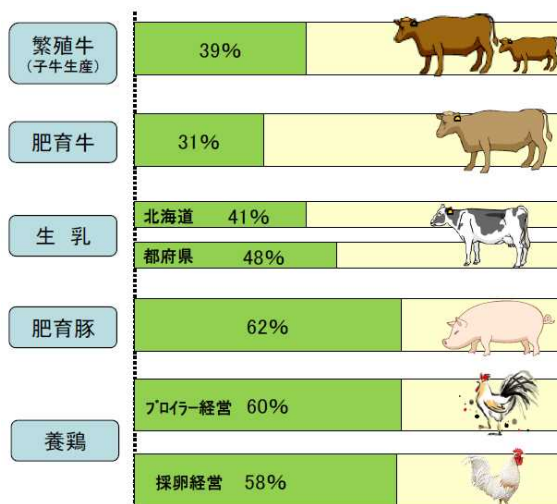 繁殖牛
(子牛生産)
39%
肥育牛
31%
生 乳
北海道 41%
都府県 48%
肥育豚
62%
養鶏
ブロイラー経営 60%
採卵経営 58%